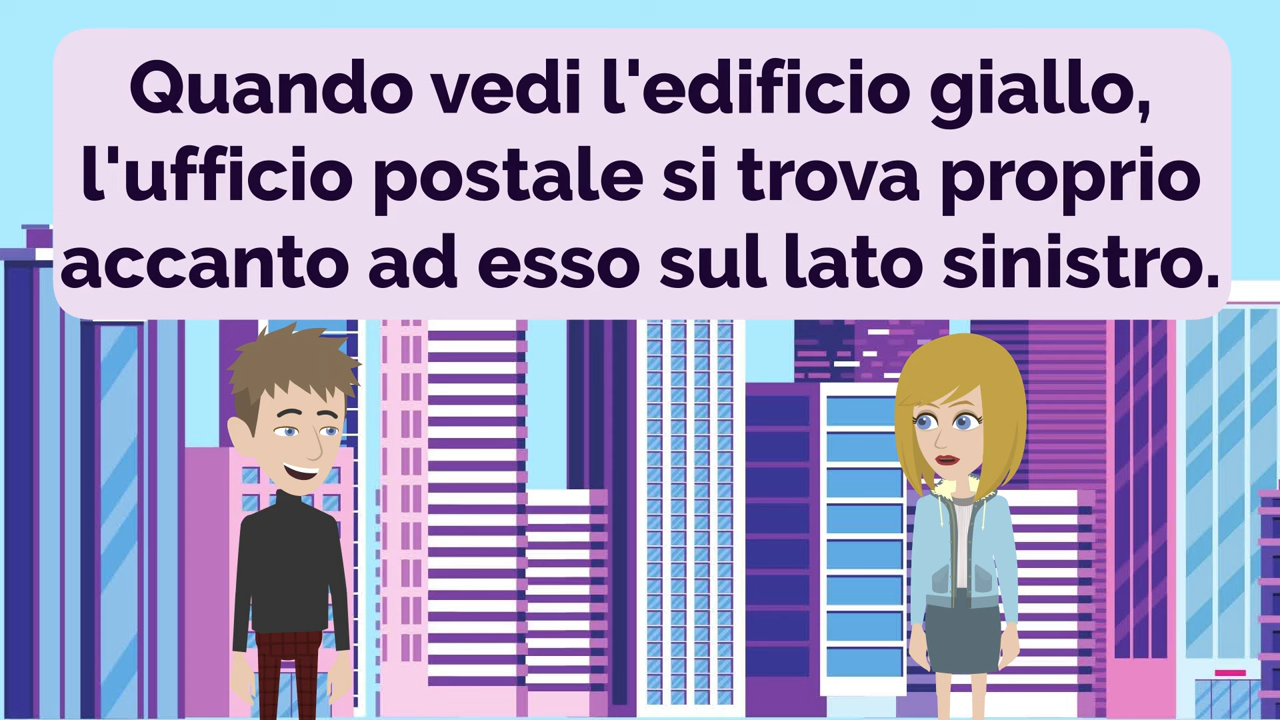 Quando vedi l'edificio giallo,
l'ufficio postale si trova proprio
accanto ad esso sul lato sinistro.